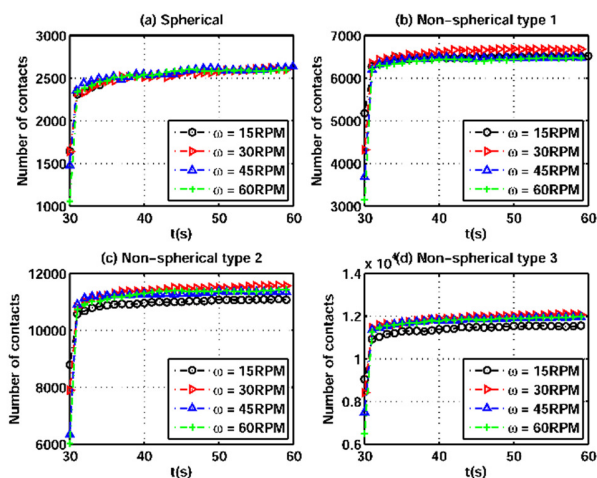 (a) Spherical
3000
2500
2000
1500
1000
Number of contacts
30 40 50 60
t(s)
ω = 15RPM
ω = 30RPM
ω = 45RPM
ω = 60RPM
(b) Non-spherical type 1
7000
6000
5000
4000
3000
Number of contacts
30 40 50 60
t(s)
ω = 15RPM
ω = 30RPM
ω = 45RPM
ω = 60RPM
(c) Non-spherical type 2
12000
10000
8000
6000
Number of contacts
30 40 50 60
t(s)
ω = 15RPM
ω = 30RPM
ω = 45RPM
ω = 60RPM
x 10⁴
(d) Non-spherical type 3
1.4
1.2
1
0.8
0.6
Number of contacts
30 40 50 60
t(s)
ω = 15RPM
ω = 30RPM
ω = 45RPM
ω = 60RPM